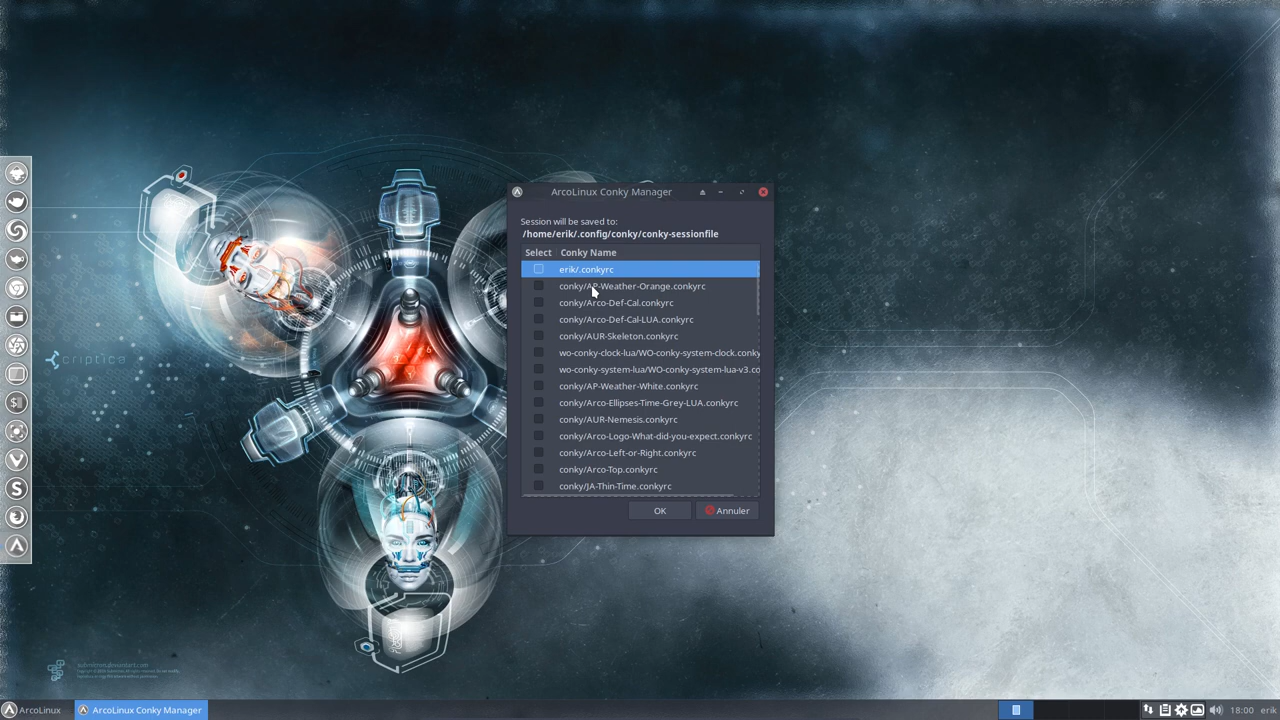 ArcoLinux Conky Manager
Session will be saved to:
/home/erik/.config/conky/conky-sessionfile
Select Conky Name
erik/.conkyrc
conky/AP-Weather-Orange.conkyrc
conky/Arco-Def-Cal.conkyrc
conky/Arco-Def-Cal-LUA.conkyrc
conky/AUR-Skeleton.conkyrc
wo-conky-clock-lua/WO-conky-system-clock.conky
wo-conky-system-lua/WO-conky-system-lua-v3.co
conky/AP-Weather-White.conkyrc
conky/Arco-Ellipses-Time-Grey-LUA.conkyrc
conky/AUR-Nemesis.conkyrc
conky/Arco-Logo-What-did-you-expect.conkyrc
conky/Arco-Left-or-Right.conkyrc
conky/Arco-Top.conkyrc
conky/JA-Thin-Time.conkyrc
OK Annuler
criptica
ArcoLinux ArcoLinux Conky Manager 18:00 erik